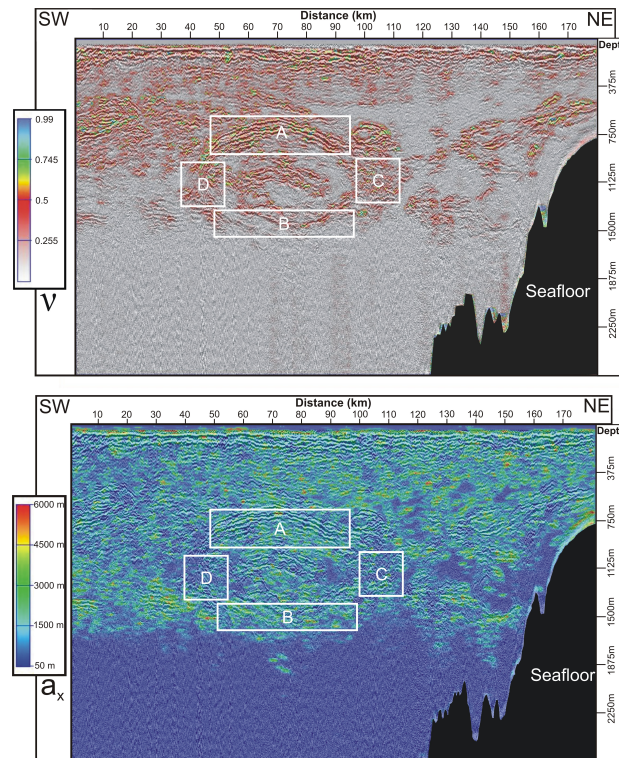 SW Distance (km) NE
10 20 30 40 50 60 70 80 90 100 110 120 130 140 150 160 170
Dept
375m
750m
1125m
1500m
1875m
2250m
0.99
0.745
0.5
0.255
ν
A
D
C
B
Seafloor
SW Distance (km) NE
10 20 30 40 50 60 70 80 90 100 110 120 130 140 150 160 170
Dept
375m
750m
1125m
1500m
1875m
2250m
6000 m
4500 m
3000 m
1500 m
50 m
ax
A
D
C
B
Seafloor